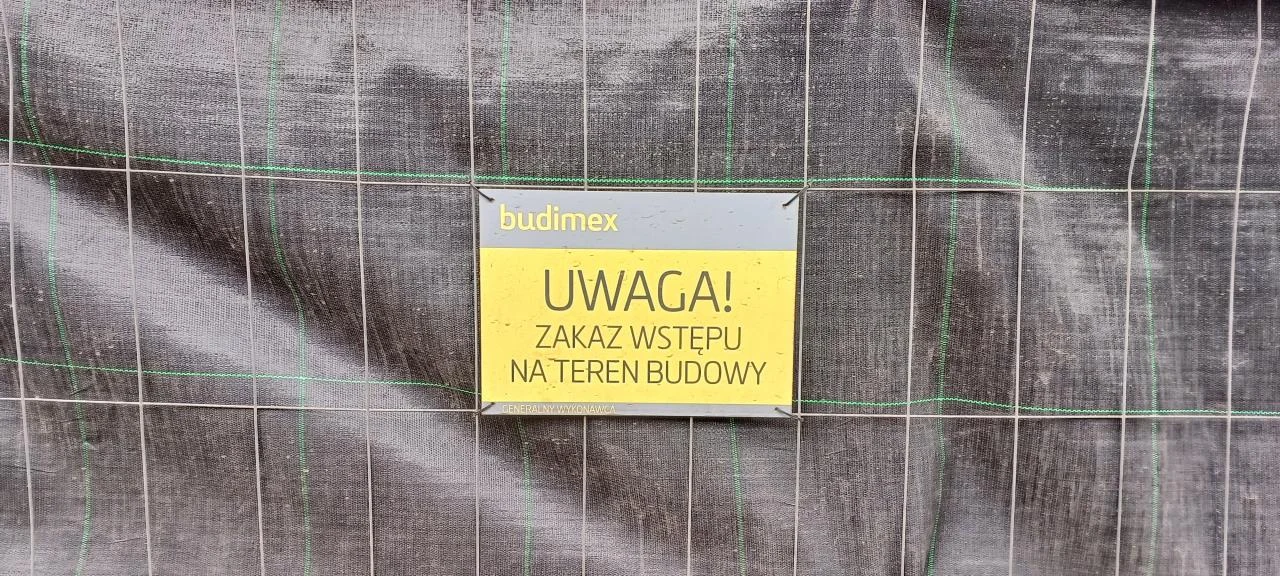 budimex
UWAGA!
ZAKAZ WSTĘPU
NA TEREN BUDOWY
GENERALNY WYKONAWCA